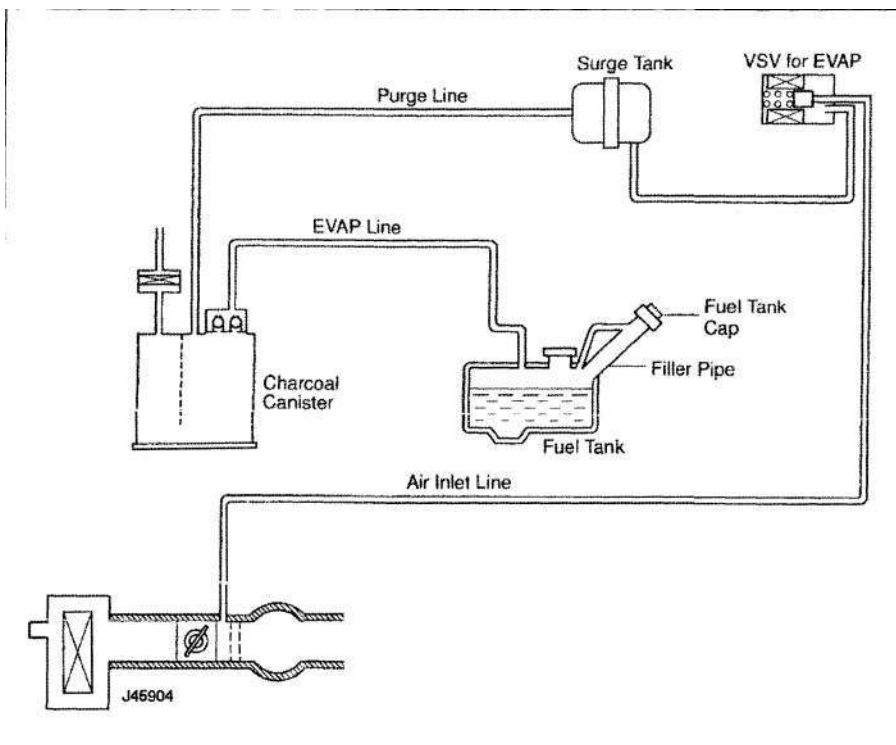 Surge Tank
VSV for EVAP
Purge Line
EVAP Line
Fuel Tank
Cap
Filler Pipe
Charcoal
Canister
Fuel Tank
Air Inlet Line
J45904